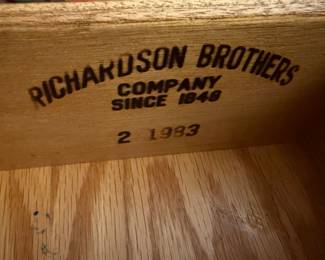 RICHARDSON BROTHERS
COMPANY
SINCE 1848
2 1983